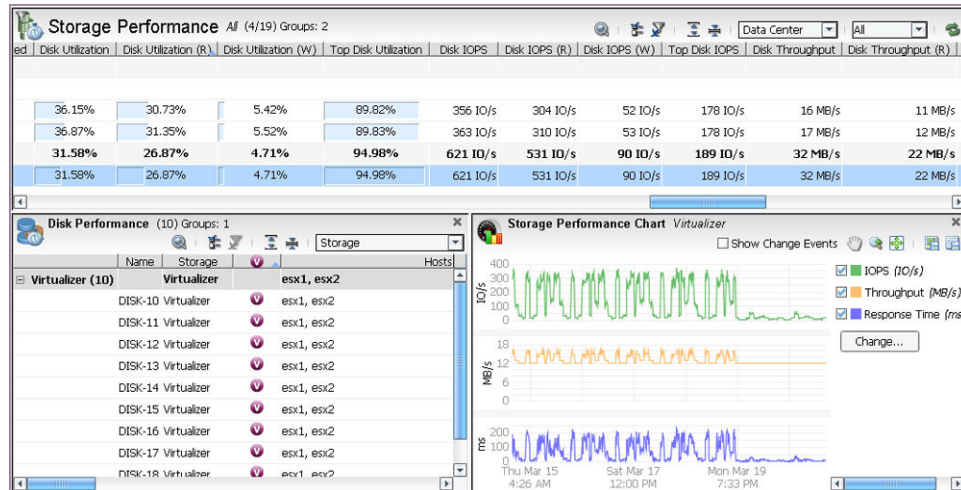 Storage Performance All (4/19) Groups: 2
Data Center All
ed Disk Utilization Disk Utilization (R) Disk Utilization (W) Top Disk Utilization Disk IOPS Disk IOPS (R) Disk IOPS (W) Top Disk IOPS Disk Throughput Disk Throughput (R)
36.15% 30.73% 5.42% 89.82% 356 IO/s 304 IO/s 52 IO/s 178 IO/s 16 MB/s 11 MB/s
36.87% 31.35% 5.52% 89.83% 363 IO/s 310 IO/s 53 IO/s 178 IO/s 17 MB/s 12 MB/s
31.58% 26.87% 4.71% 94.98% 621 IO/s 531 IO/s 90 IO/s 189 IO/s 32 MB/s 22 MB/s
31.58% 26.87% 4.71% 94.98% 621 IO/s 531 IO/s 90 IO/s 189 IO/s 32 MB/s 22 MB/s
Disk Performance (10) Groups: 1
Storage
Name Storage V Hosts
Virtualizer (10) Virtualizer esx1, esx2
DISK-10 Virtualizer V esx1, esx2
DISK-11 Virtualizer V esx1, esx2
DISK-12 Virtualizer V esx1, esx2
DISK-13 Virtualizer V esx1, esx2
DISK-14 Virtualizer V esx1, esx2
DISK-15 Virtualizer V esx1, esx2
DISK-16 Virtualizer V esx1, esx2
DISK-17 Virtualizer V esx1, esx2
DISK-18 Virtualizer V esx1, esx2
Storage Performance Chart Virtualizer
Show Change Events
IO/s 400 300 200 100
MB/s 18 12 6 0
ms 200 100 0
Thu Mar 15 Sat Mar 17 Mon Mar 19
4:26 AM 12:00 PM 7:33 PM
IOPS (IO/s)
Throughput (MB/s)
Response Time (ms
Change...